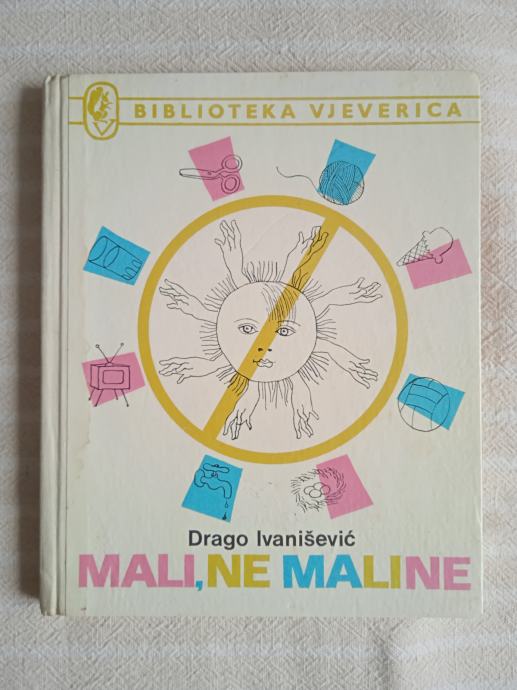 V
BIBLIOTEKA VJEVERICA
Drago Ivanišević
MALI, NE MALINE